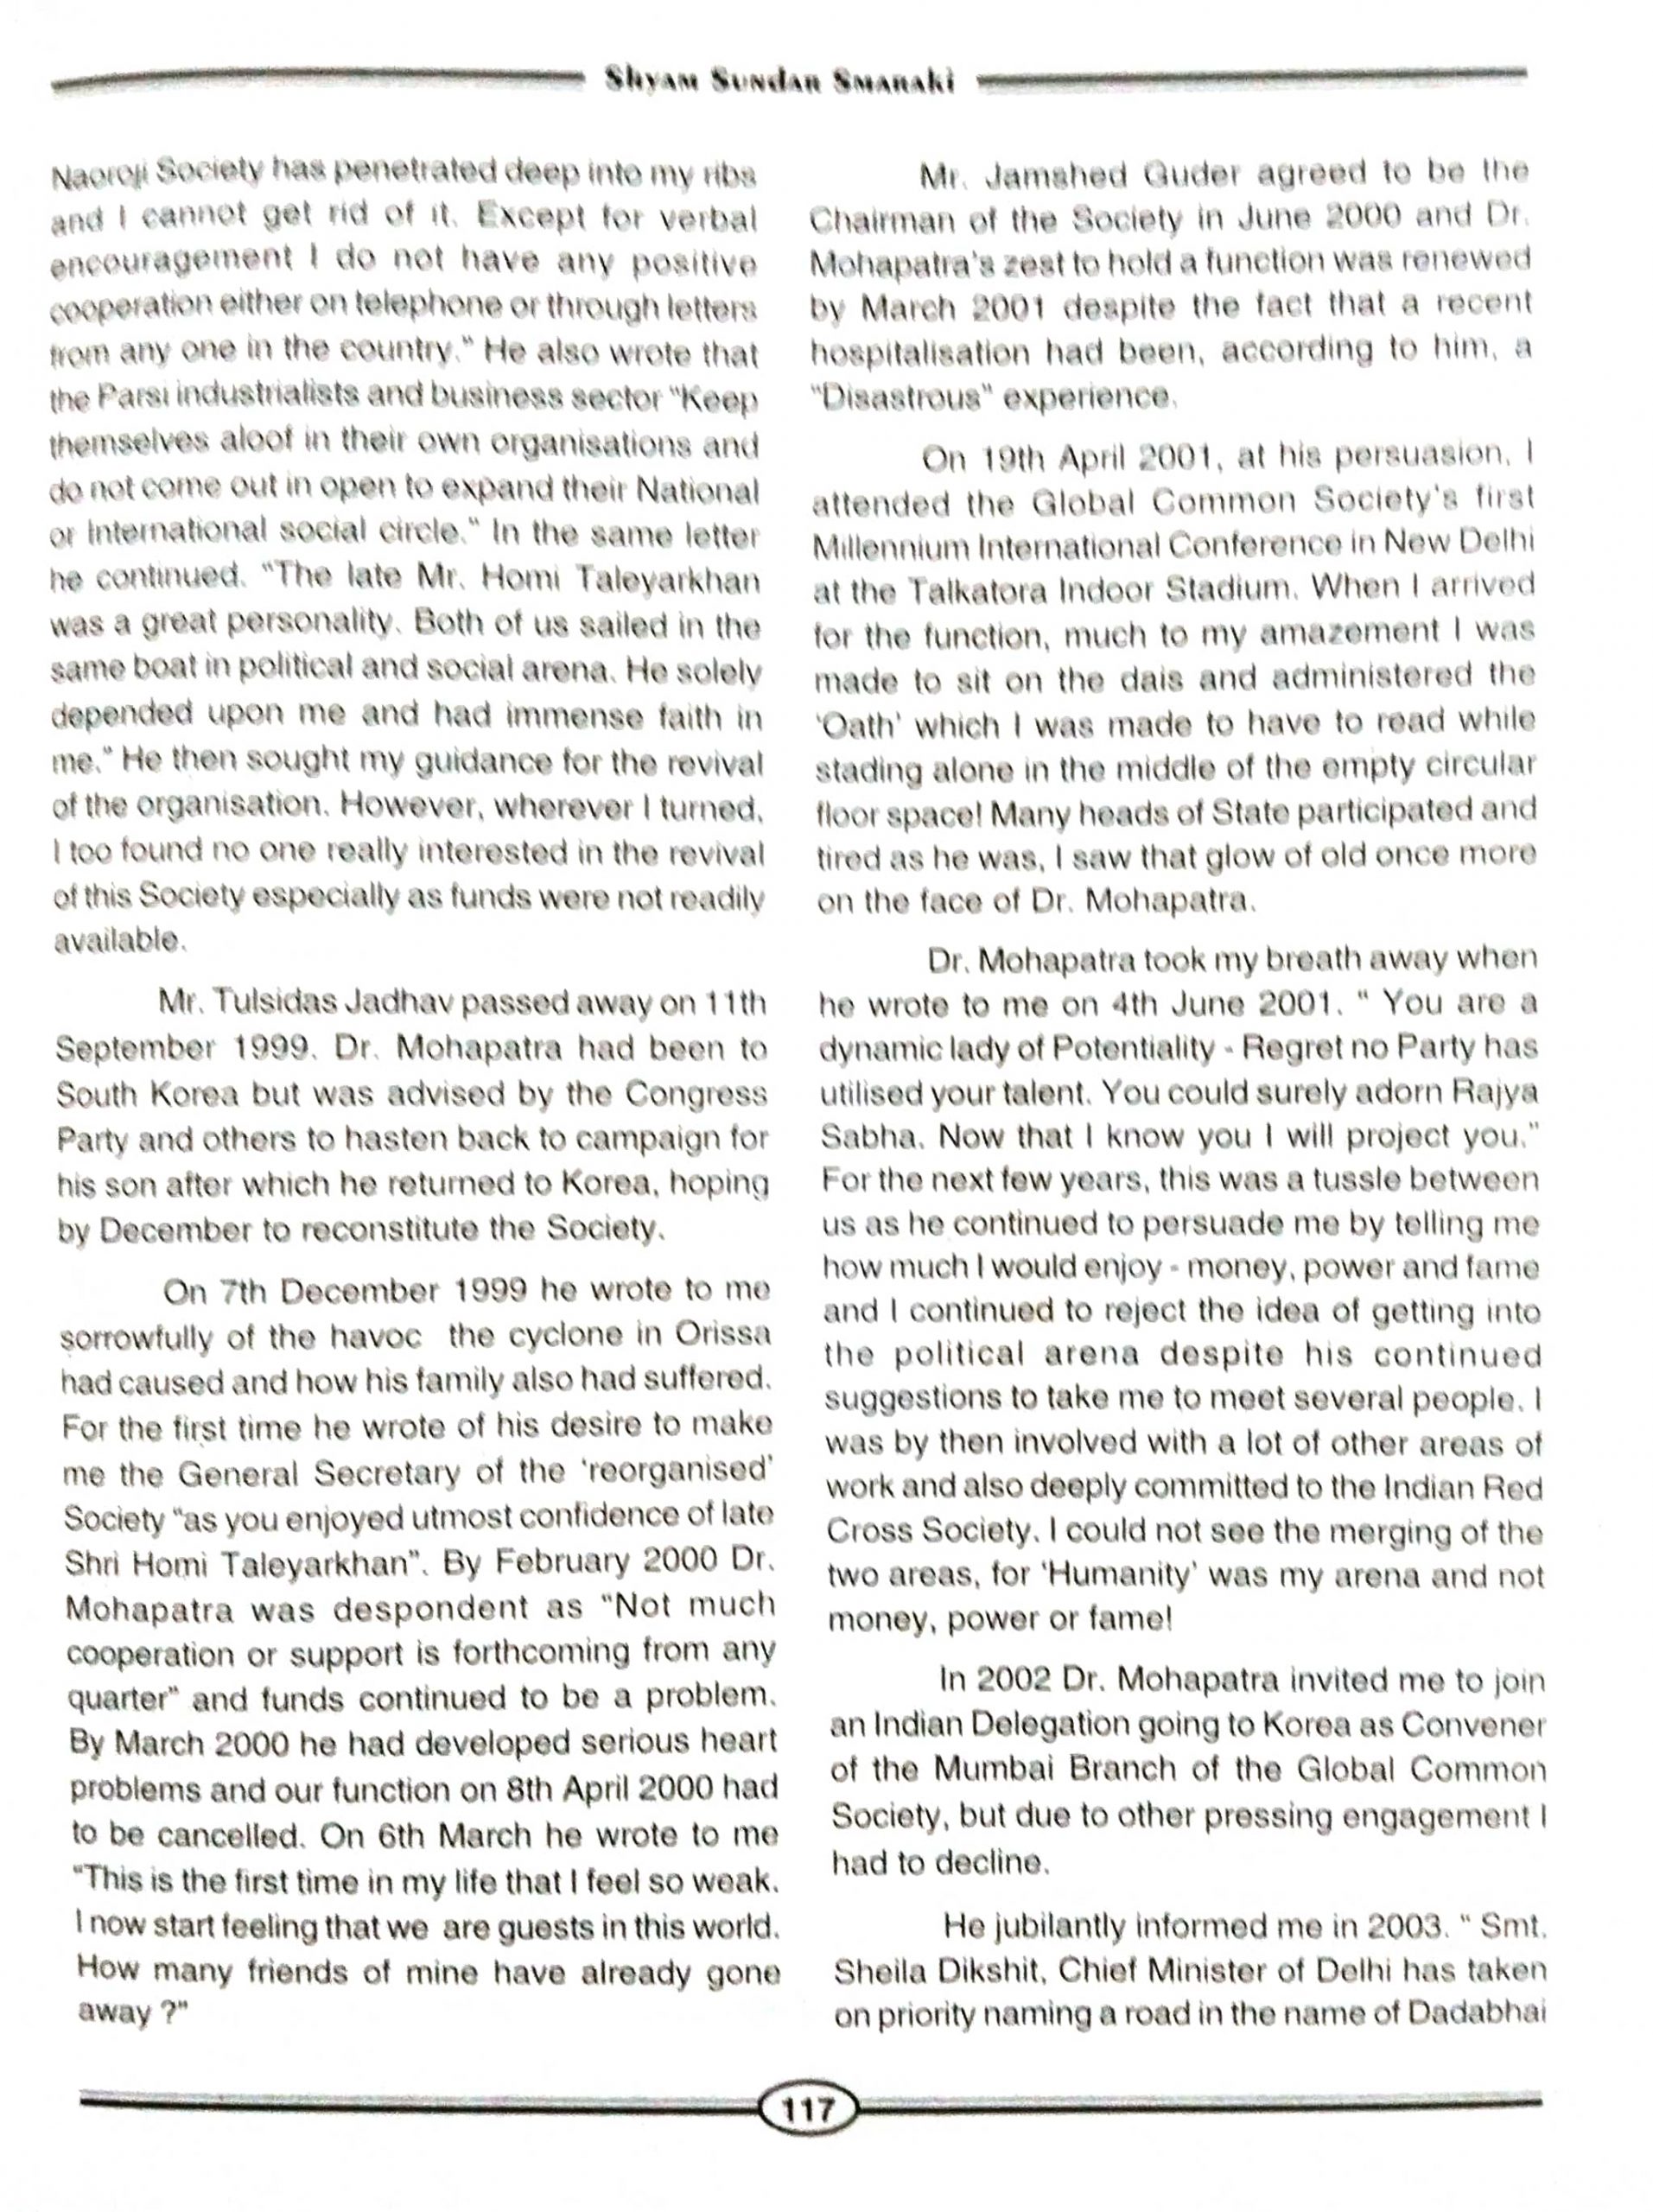 Shyam Sundar Smaraki
Naoroji Society has penetrated deep into my ribs
and I cannot get rid of it. Except for verbal
encouragement I do not have any positive
cooperation either on telephone or through letters
from any one in the country." He also wrote that
the Parsi industrialists and business sector "Keep
themselves aloof in their own organisations and
do not come out in open to expand their National
or International social circle." In the same letter
he continued. "The late Mr. Homi Taleyarkhan
was a great personality. Both of us sailed in the
same boat in political and social arena. He solely
depended upon me and had immense faith in
me." He then sought my guidance for the revival
of the organisation. However, wherever I turned,
I too found no one really interested in the revival
of this Society especially as funds were not readily
available.
Mr. Tulsidas Jadhav passed away on 11th
September 1999. Dr. Mohapatra had been to
South Korea but was advised by the Congress
Party and others to hasten back to campaign for
his son after which he returned to Korea, hoping
by December to reconstitute the Society.
On 7th December 1999 he wrote to me
sorrowfully of the havoc the cyclone in Orissa
had caused and how his family also had suffered.
For the first time he wrote of his desire to make
me the General Secretary of the 'reorganised'
Society "as you enjoyed utmost confidence of late
Shri Homi Taleyarkhan". By February 2000 Dr.
Mohapatra was despondent as "Not much
cooperation or support is forthcoming from any
quarter" and funds continued to be a problem.
By March 2000 he had developed serious heart
problems and our function on 8th April 2000 had
to be cancelled. On 6th March he wrote to me
"This is the first time in my life that I feel so weak.
I now start feeling that we are guests in this world.
How many friends of mine have already gone
away ?"
Mr. Jamshed Guder agreed to be the
Chairman of the Society in June 2000 and Dr.
Mohapatra's zest to hold a function was renewed
by March 2001 despite the fact that a recent
hospitalisation had been, according to him, a
"Disastrous" experience.
On 19th April 2001, at his persuasion, I
attended the Global Common Society's first
Millennium International Conference in New Delhi
at the Talkatora Indoor Stadium. When I arrived
for the function, much to my amazement I was
made to sit on the dais and administered the
'Oath' which I was made to have to read while
stading alone in the middle of the empty circular
floor space! Many heads of State participated and
tired as he was, I saw that glow of old once more
on the face of Dr. Mohapatra.
Dr. Mohapatra took my breath away when
he wrote to me on 4th June 2001. " You are a
dynamic lady of Potentiality - Regret no Party has
utilised your talent. You could surely adorn Rajya
Sabha. Now that I know you I will project you."
For the next few years, this was a tussle between
us as he continued to persuade me by telling me
how much I would enjoy - money, power and fame
and I continued to reject the idea of getting into
the political arena despite his continued
suggestions to take me to meet several people. I
was by then involved with a lot of other areas of
work and also deeply committed to the Indian Red
Cross Society. I could not see the merging of the
two areas, for 'Humanity' was my arena and not
money, power or fame!
In 2002 Dr. Mohapatra invited me to join
an Indian Delegation going to Korea as Convener
of the Mumbai Branch of the Global Common
Society, but due to other pressing engagement I
had to decline.
He jubilantly informed me in 2003. " Smt.
Sheila Dikshit, Chief Minister of Delhi has taken
on priority naming a road in the name of Dadabhai
117